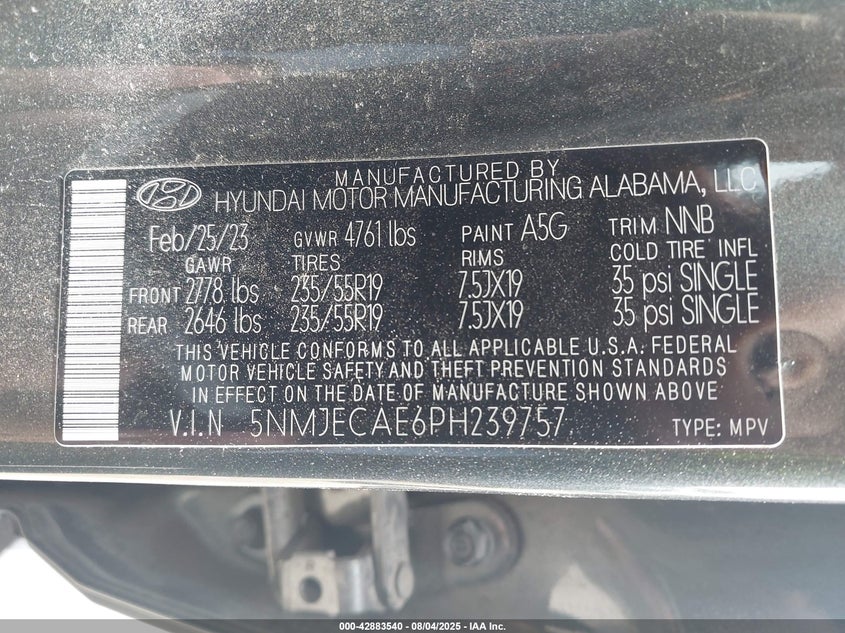 MANUFACTURED BY
HYUNDAI MOTOR MANUFACTURING ALABAMA, LLC
Feb/25/23 GVWR 4761 lbs PAINT A5G TRIM NNB
GAWR TIRES RIMS COLD TIRE INFL
FRONT 2778 lbs 235/55R19 7.5JX19 35 psi SINGLE
REAR 2646 lbs 235/55R19 7.5JX19 35 psi SINGLE
THIS VEHICLE CONFORMS TO ALL APPLICABLE U.S.A. FEDERAL
MOTOR VEHICLE SAFETY AND THEFT PREVENTION STANDARDS
IN EFFECT ON THE DATE OF MANUFACTURE SHOWN ABOVE
V.I.N 5NMJECAE6PH239757 TYPE: MPV
000-42883540 - 08/04/2025 - IAA Inc.